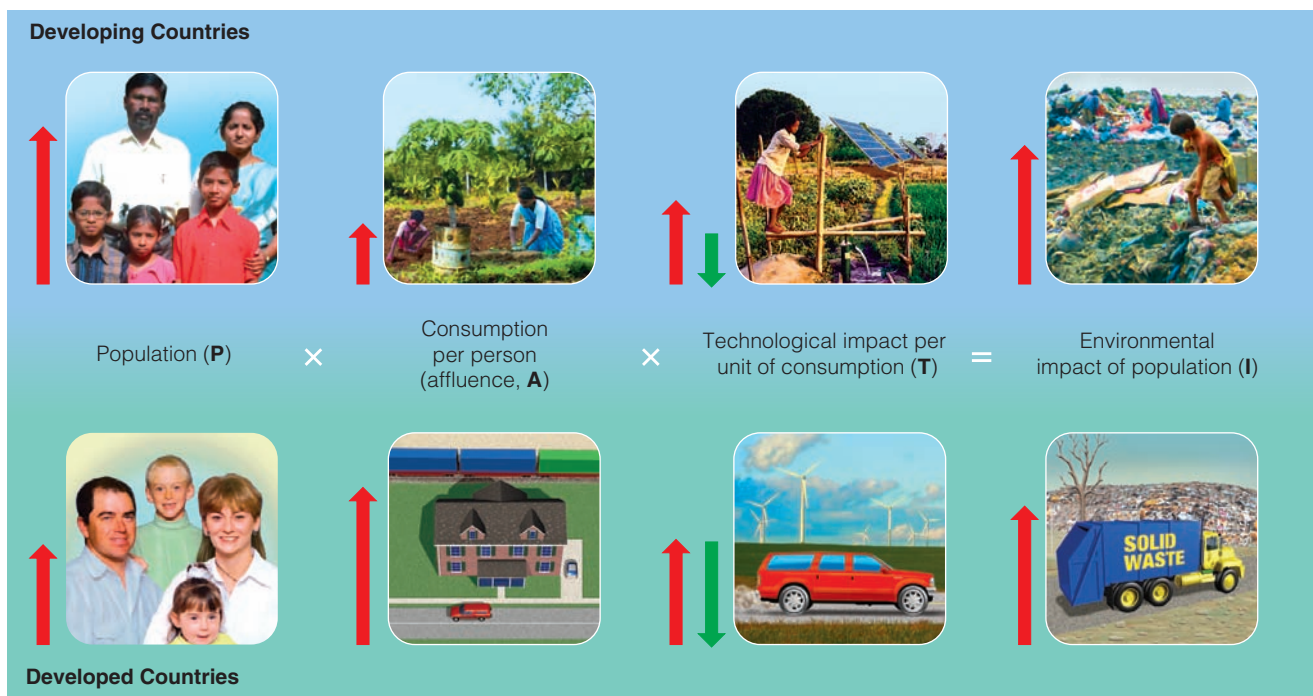 Developing Countries
Population (P)
×
Consumption
per person
(affluence, A)
×
Technological impact per
unit of consumption (T)
=
Environmental
impact of population (I)
SOLID
WASTE
Developed Countries